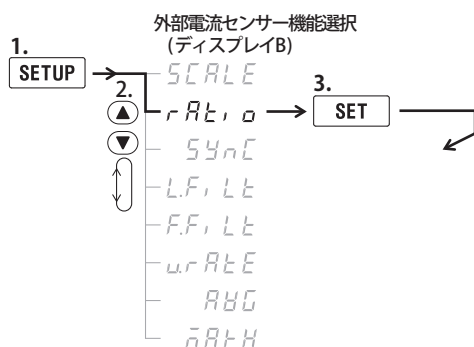 外部電流センサー機能選択
(ディスプレイB)
1.
SETUP
2.
SCALE
rAtio
SYnC
L.FiLt
F.FiLt
u.rAtE
AVG
MAtH
3.
SET